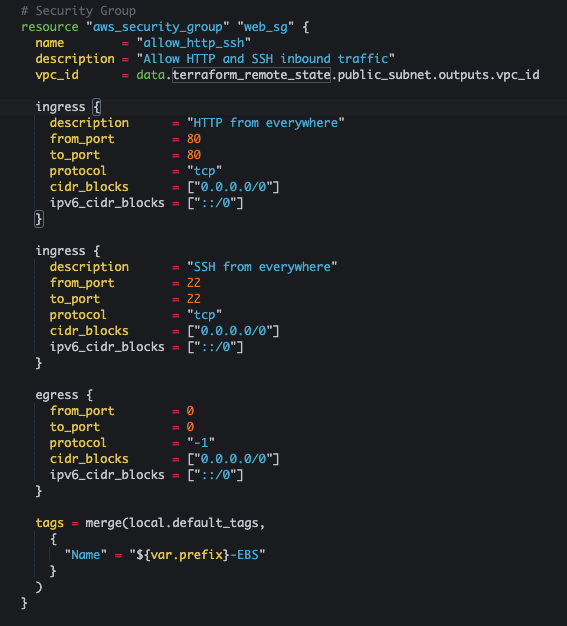 # Security Group
resource "aws_security_group" "web_sg" {
  name        = "allow_http_ssh"
  description = "Allow HTTP and SSH inbound traffic"
  vpc_id      = data.terraform_remote_state.public_subnet.outputs.vpc_id

  ingress {
    description      = "HTTP from everywhere"
    from_port        = 80
    to_port          = 80
    protocol         = "tcp"
    cidr_blocks      = ["0.0.0.0/0"]
    ipv6_cidr_blocks = ["::/0"]
  }

  ingress {
    description      = "SSH from everywhere"
    from_port        = 22
    to_port          = 22
    protocol         = "tcp"
    cidr_blocks      = ["0.0.0.0/0"]
    ipv6_cidr_blocks = ["::/0"]
  }

  egress {
    from_port        = 0
    to_port          = 0
    protocol         = "-1"
    cidr_blocks      = ["0.0.0.0/0"]
    ipv6_cidr_blocks = ["::/0"]
  }

  tags = merge(local.default_tags,
    {
      "Name" = "${var.prefix}-EBS"
    }
  )
}